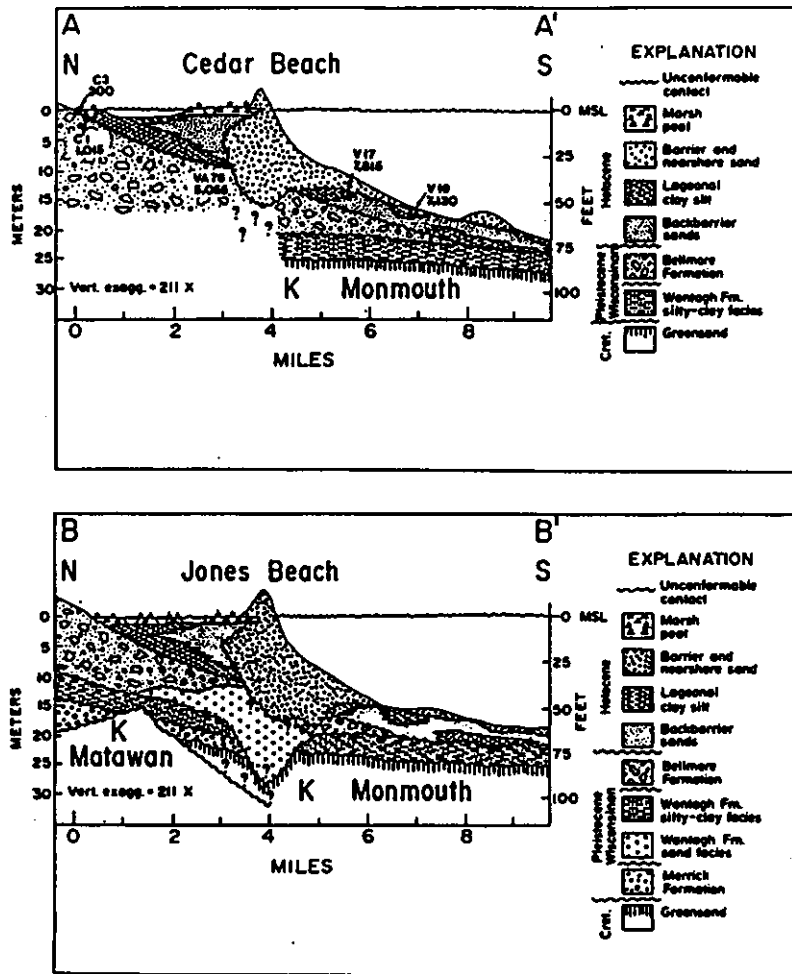 A
A'
N
Cedar Beach
S
C3
300
C1
1,015
VA 76
V17
V19
0
5
10
15
20
25
30
METERS
0 MSL
25
50
75
100
FEET
? ? ? ?
?
Vert. exagg. = 211 X
K Monmouth
0 2 4 6 8
MILES
EXPLANATION
Unconformable
contact
Marsh
peat
Barrier and
nearshore sand
Lagoonal
clay silt
Backbarrier
sands
Bellmore
Formation
Wantagh Fm.
silty-clay facies
Greensand
Holocene
Pleistocene
Wisconsinan
Cret.
B
B'
N
Jones Beach
S
0
5
10
15
20
25
30
METERS
0 MSL
25
50
75
100
FEET
K
Matawan
Vert. exagg. = 211 X
K Monmouth
0 2 4 6 8
MILES
EXPLANATION
Unconformable
contact
Marsh
peat
Barrier and
nearshore sand
Lagoonal
clay silt
Backbarrier
sands
Bellmore
Formation
Wantagh Fm.
silty-clay facies
Wantagh Fm.
sand facies
Merrick
Formation
Greensand
Holocene
Pleistocene
Wisconsinan
Cret.